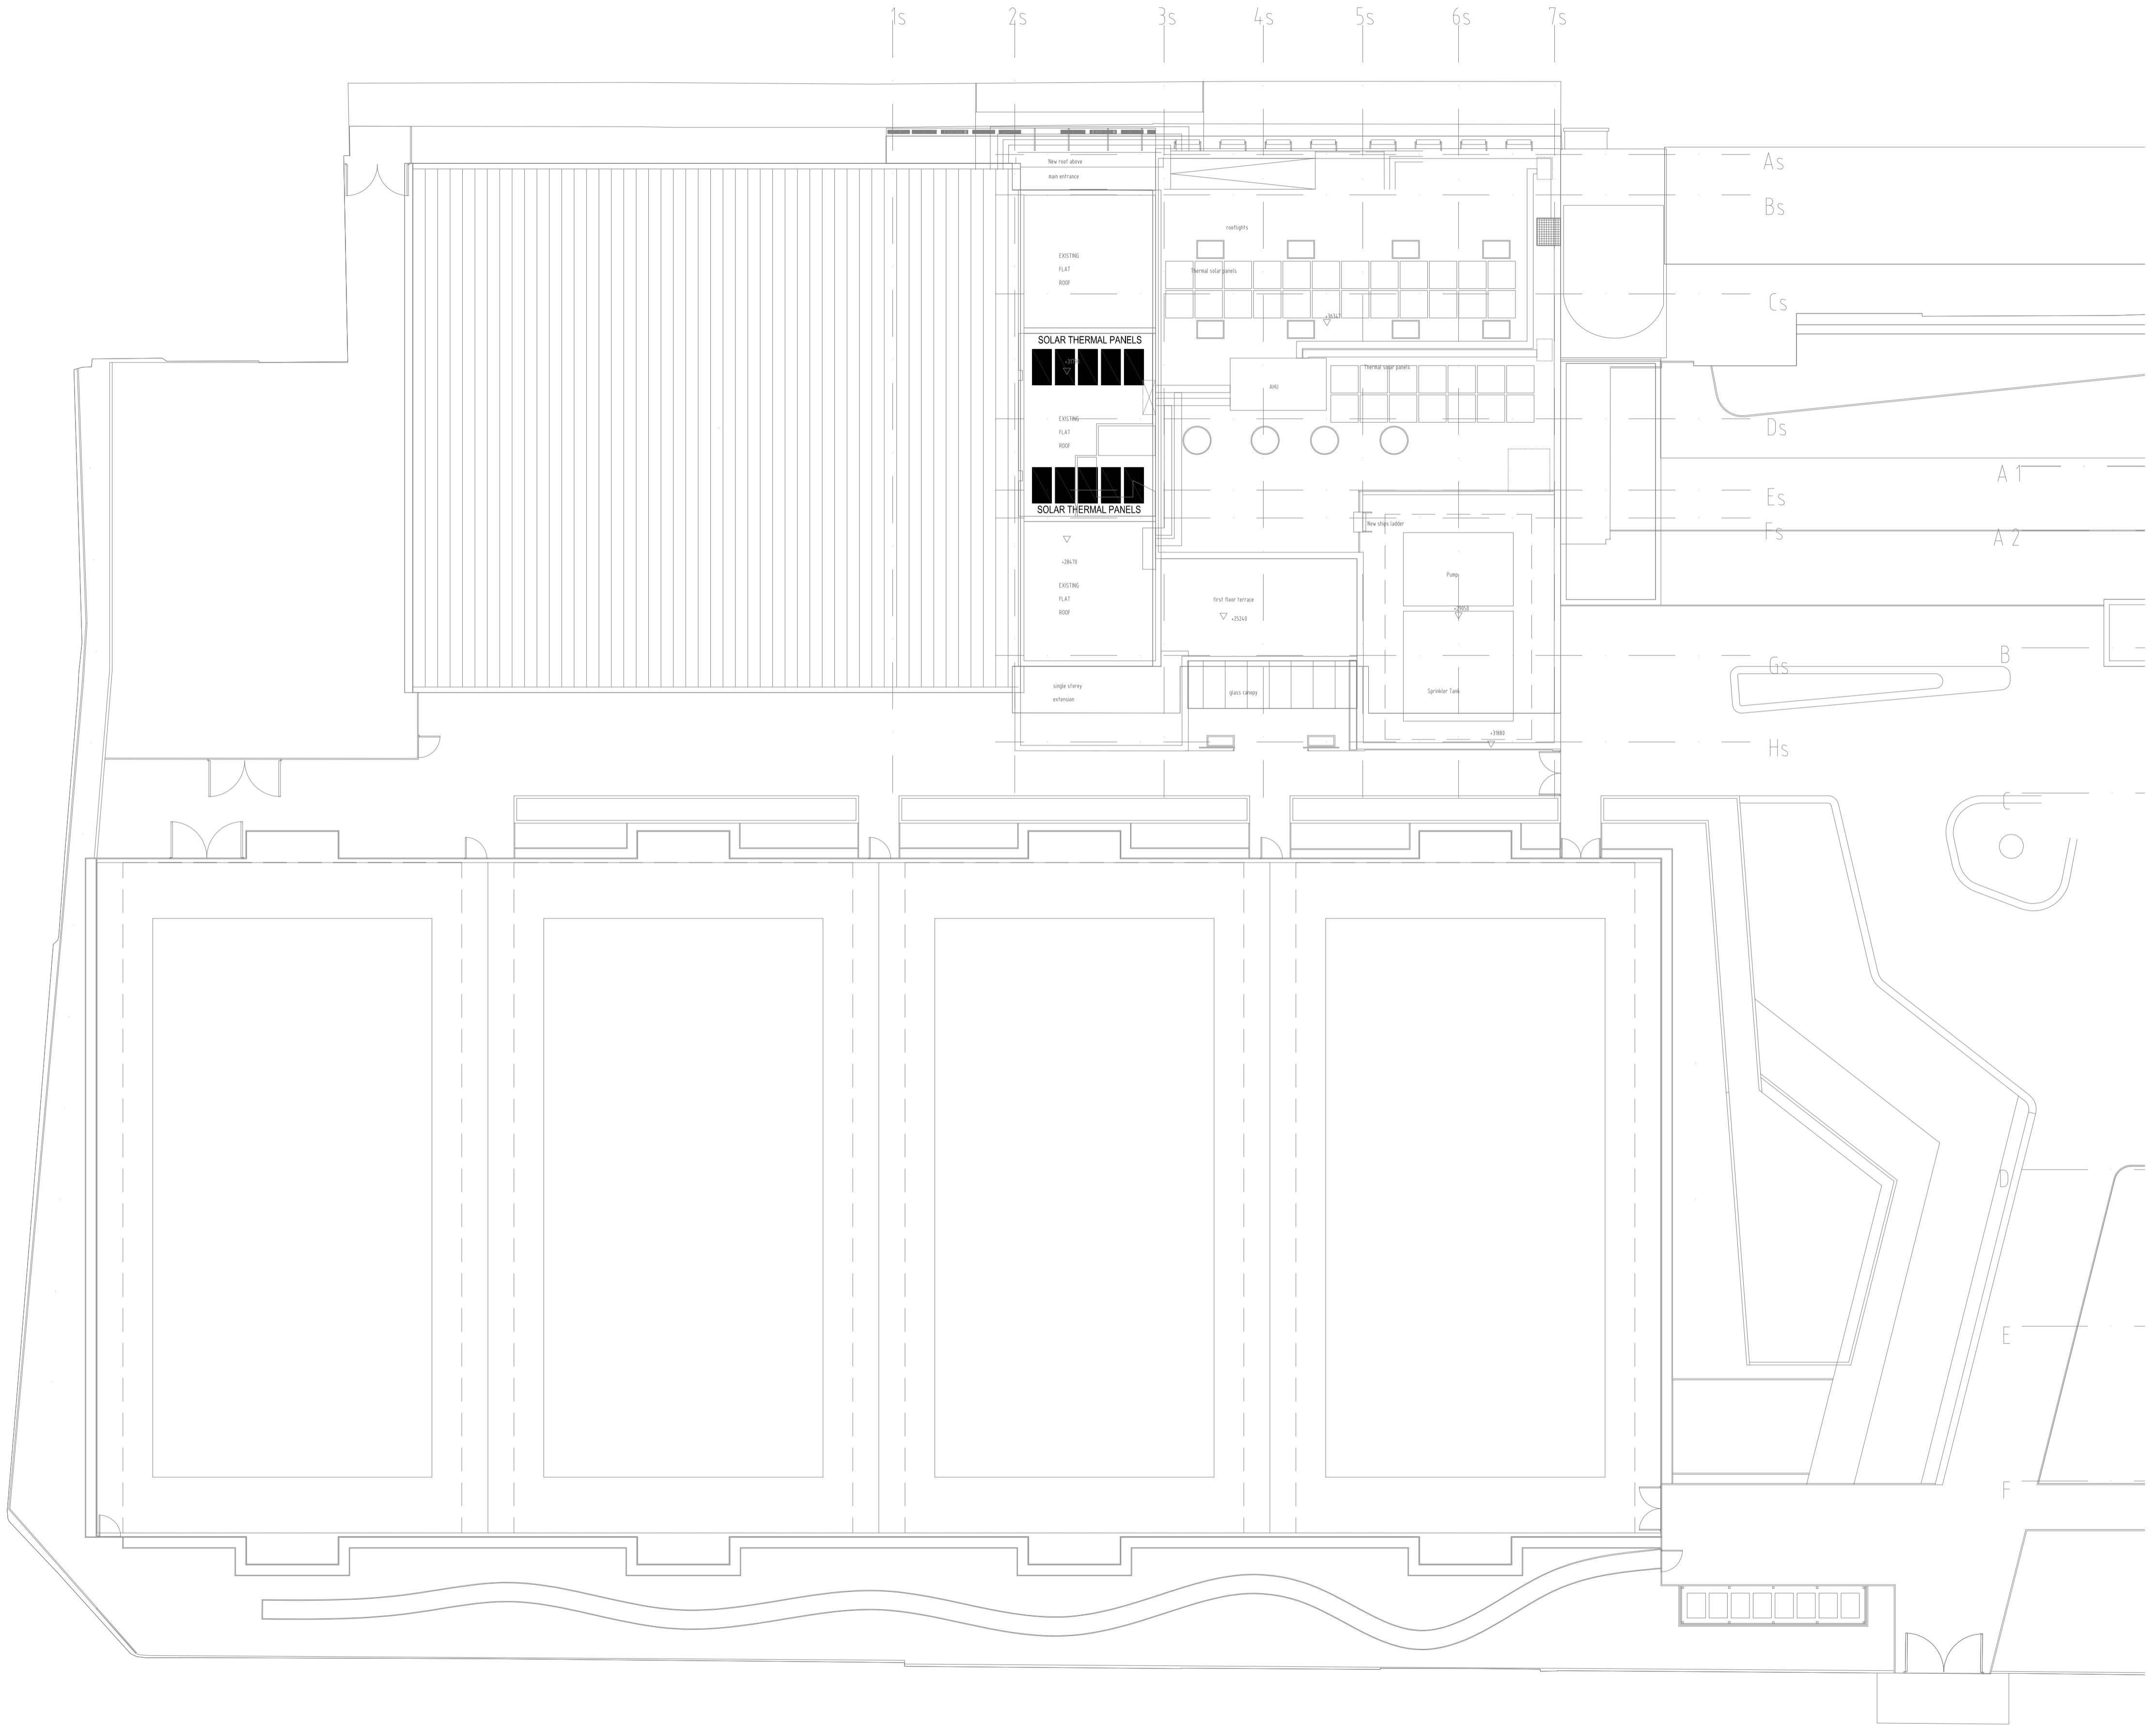 1s 2s 3s 4s 5s 6s 7s
New roof above
main entrance
As
Bs
rooflights
EXISTING
FLAT
ROOF
Thermal solar panels
Cs
SOLAR THERMAL PANELS
Thermal solar panels
AHU
EXISTING
FLAT
ROOF
Ds
A 1
Es
SOLAR THERMAL PANELS
New ships ladder
Fs
A 2
+28470
Pump
EXISTING
FLAT
ROOF
first floor terrace
+25240
B
Gs
single storey
extension
glass canopy
Sprinkler Tank
+31880
Hs
C
D
E
F